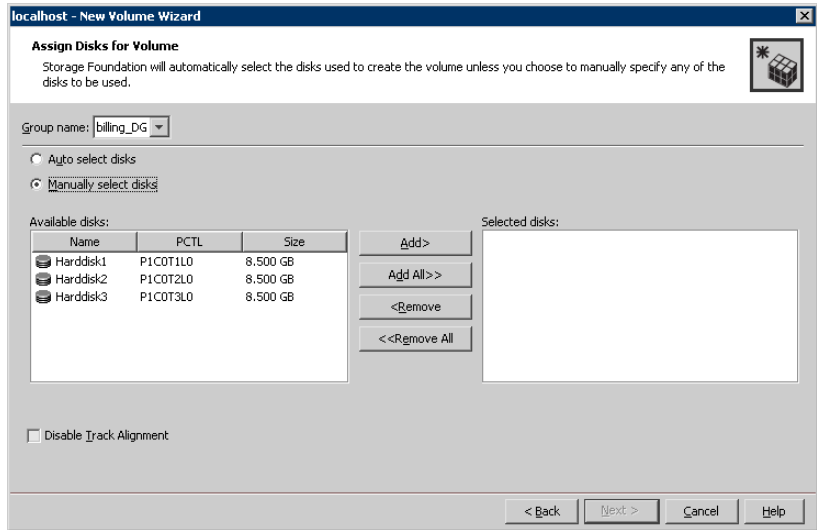 localhost - New Volume Wizard
Assign Disks for Volume
Storage Foundation will automatically select the disks used to create the volume unless you choose to manually specify any of the
disks to be used.
Group name: billing_DG
Auto select disks
Manually select disks
Available disks:
Name PCTL Size
Harddisk1 P1C0T1L0 8.500 GB
Harddisk2 P1C0T2L0 8.500 GB
Harddisk3 P1C0T3L0 8.500 GB
Add>
Add All>>
<Remove
<<Remove All
Selected disks:
Disable Track Alignment
< Back Next > Cancel Help